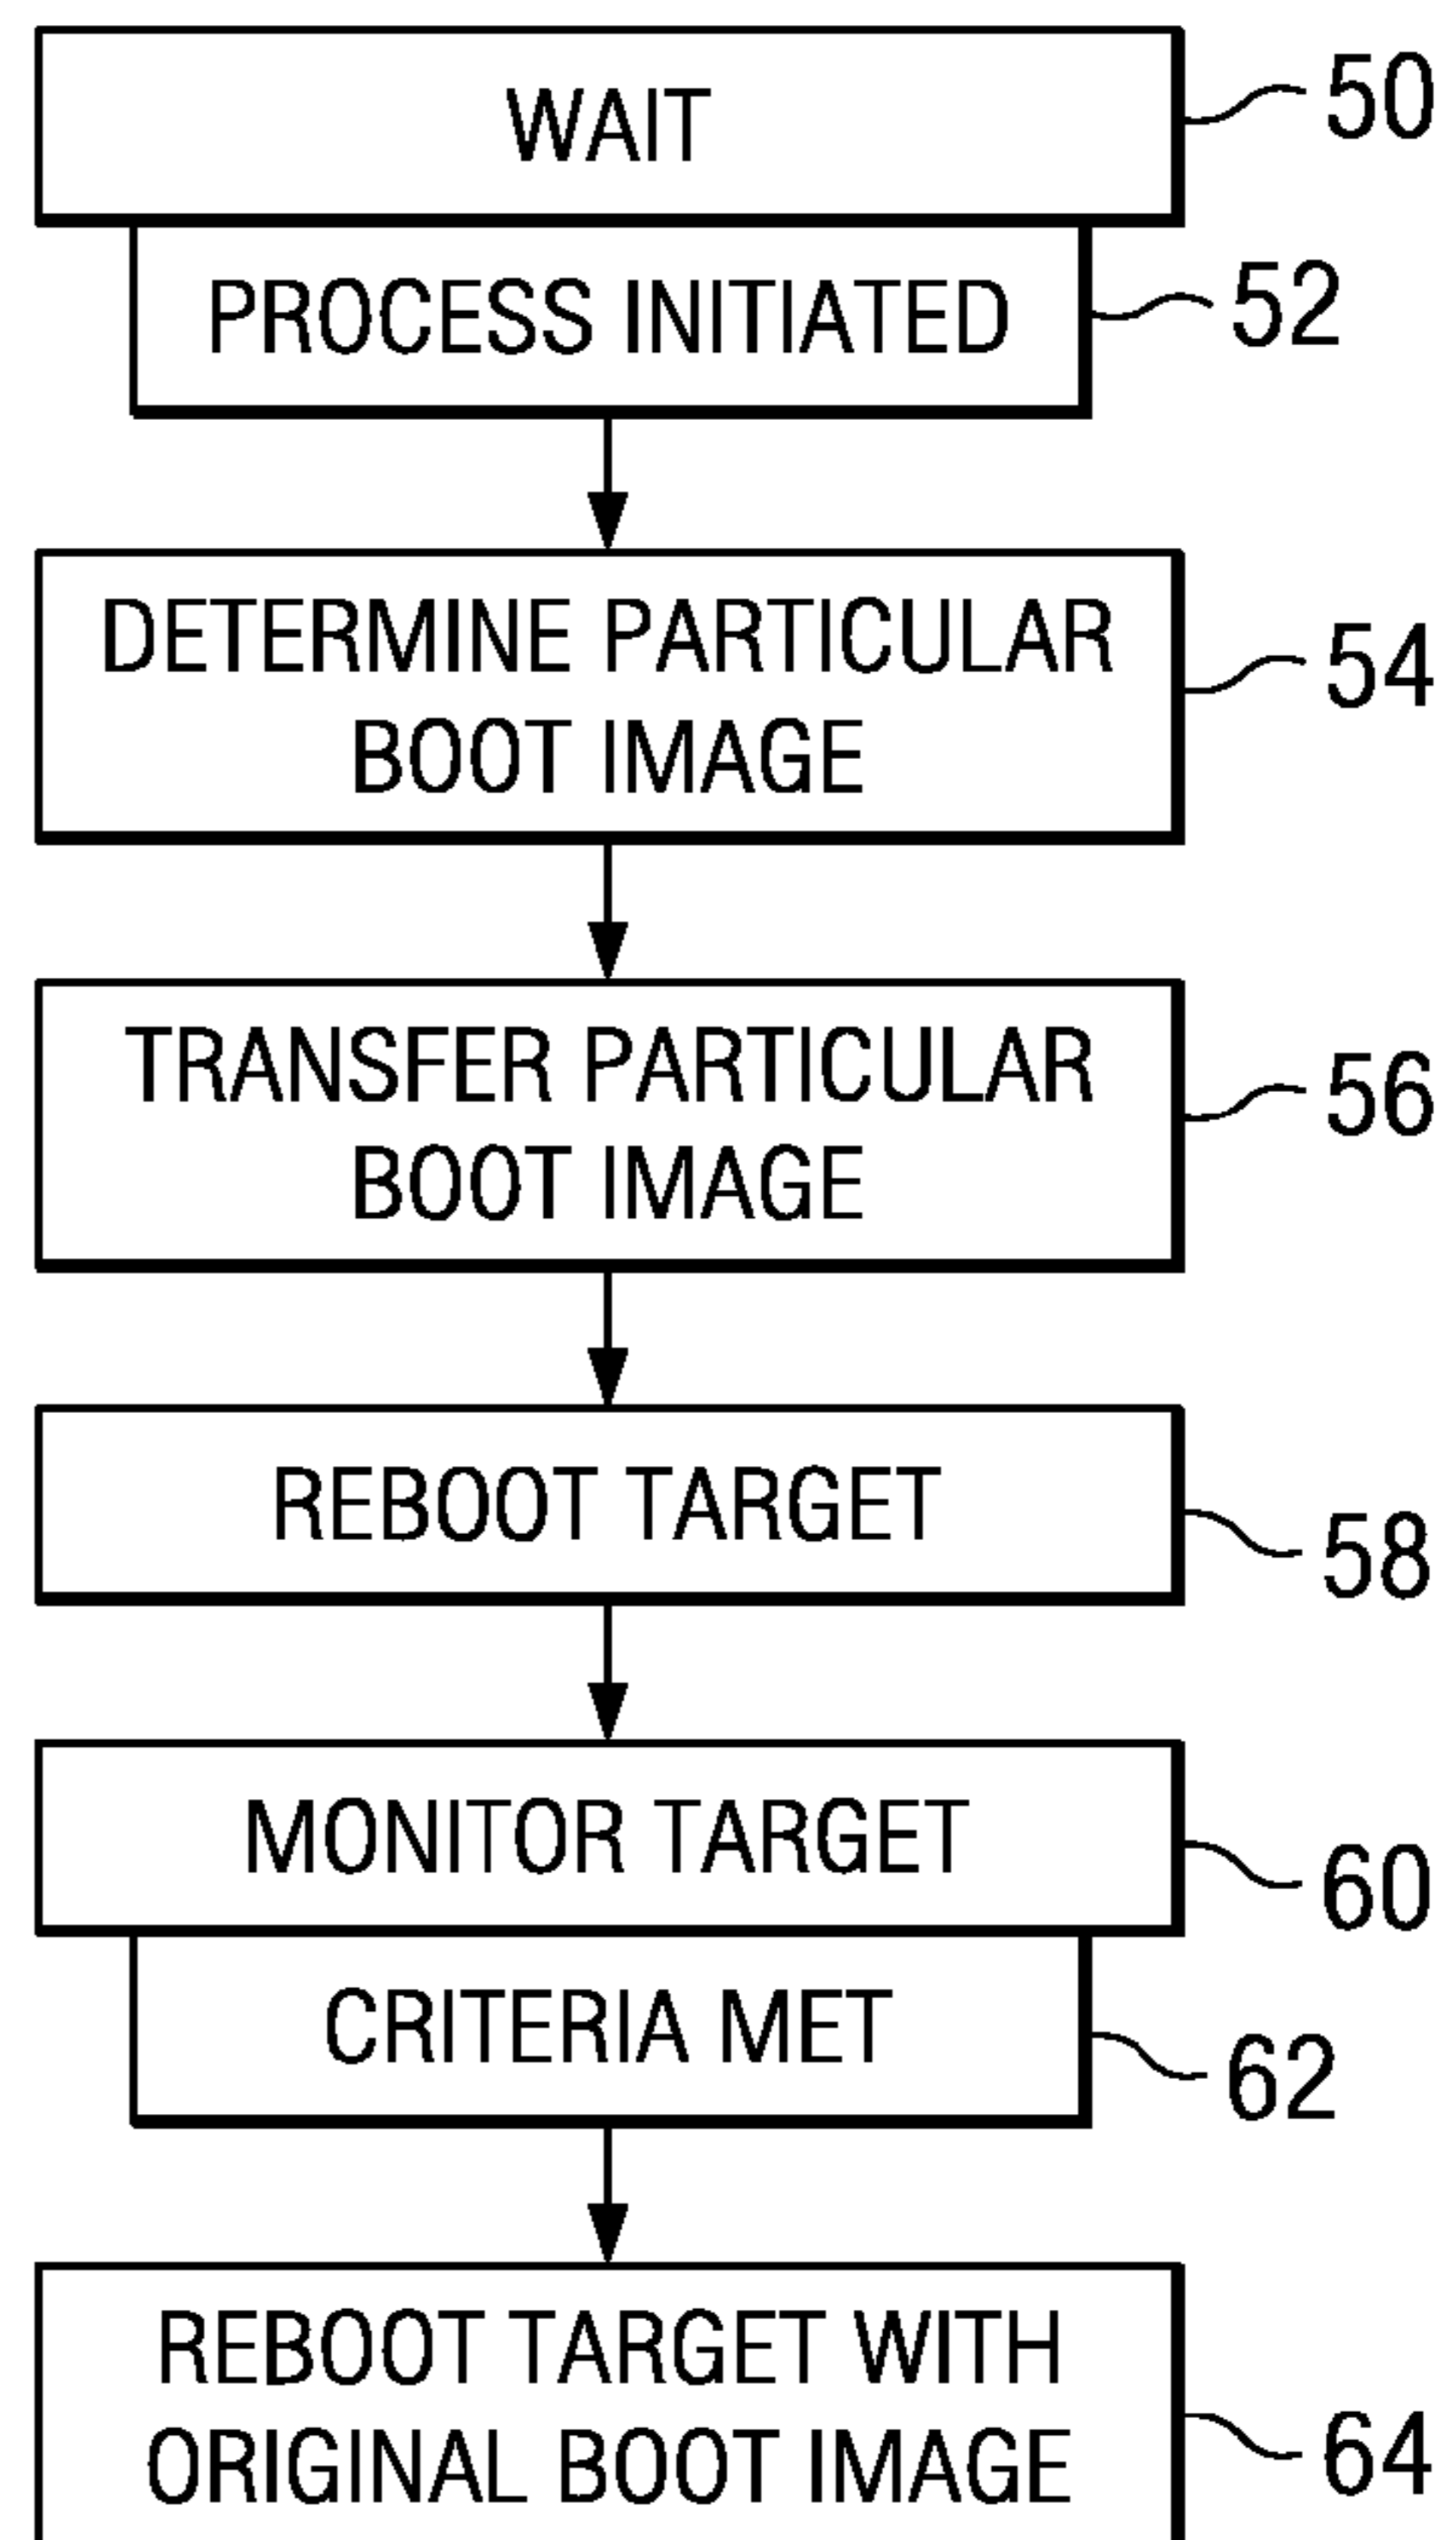 WAIT
50
PROCESS INITIATED
52
DETERMINE PARTICULAR
BOOT IMAGE
54
TRANSFER PARTICULAR
BOOT IMAGE
56
REBOOT TARGET
58
MONITOR TARGET
60
CRITERIA MET
62
REBOOT TARGET WITH
ORIGINAL BOOT IMAGE
64